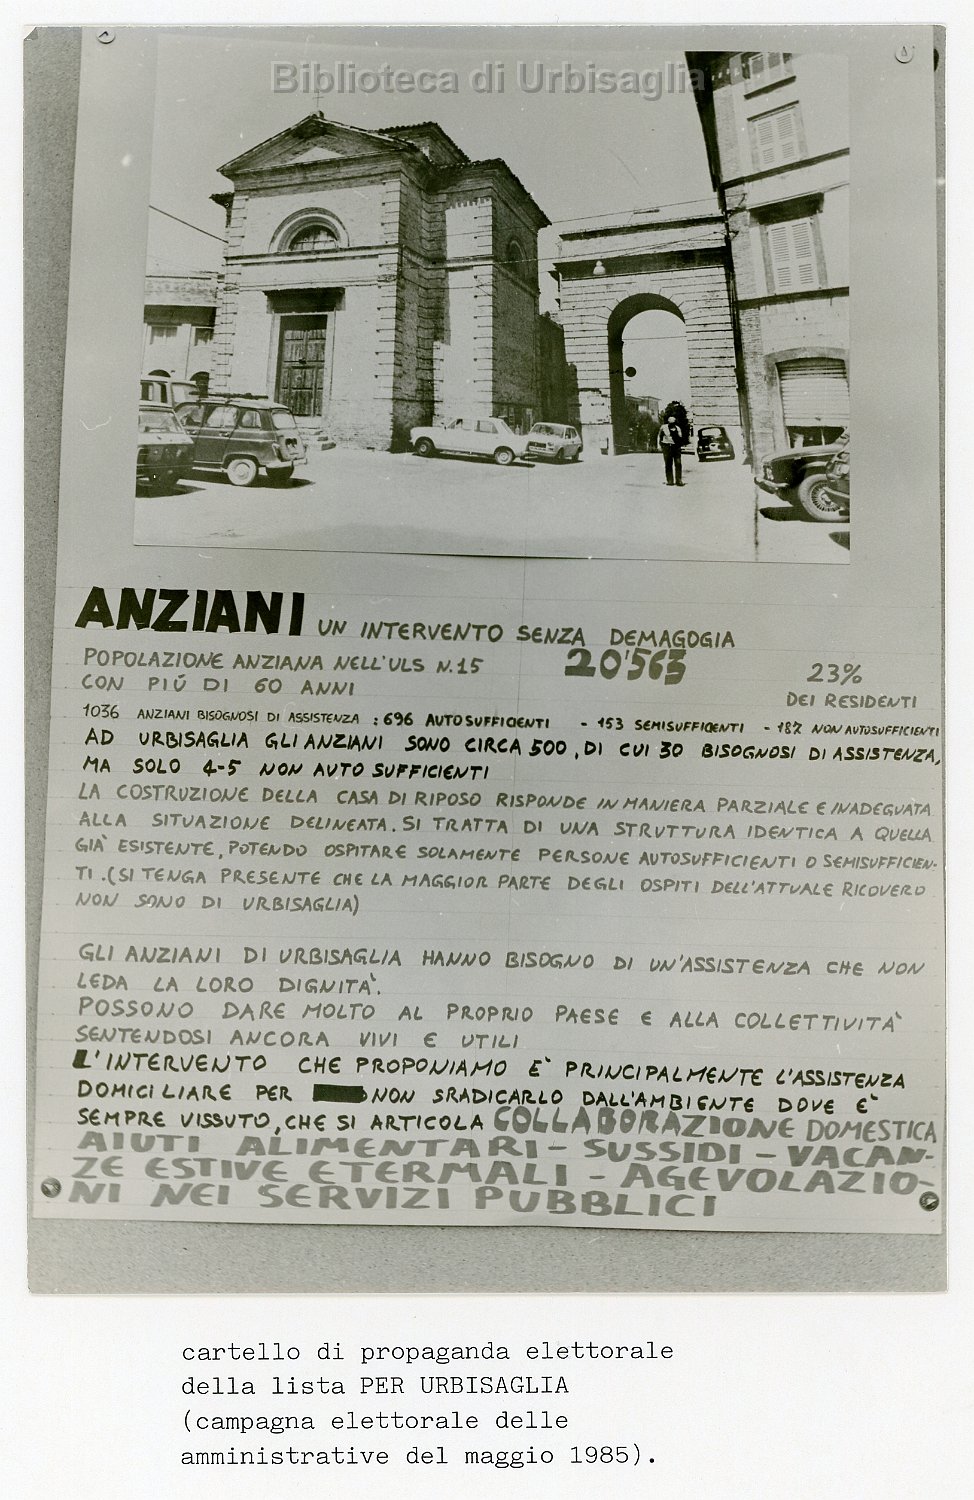 Biblioteca di Urbisaglia
ANZIANI UN INTERVENTO SENZA DEMAGOGIA
POPOLAZIONE ANZIANA NELL'ULS N.15 20'563 23%
CON PIÚ DI 60 ANNI DEI RESIDENTI
1036 ANZIANI BISOGNOSI DI ASSISTENZA : 696 AUTOSUFFICIENTI - 153 SEMISUFFICIENTI - 187 NON AUTOSUFFICIENTI
AD URBISAGLIA GLI ANZIANI SONO CIRCA 500, DI CUI 30 BISOGNOSI DI ASSISTENZA,
MA SOLO 4-5 NON AUTO SUFFICIENTI
LA COSTRUZIONE DELLA CASA DI RIPOSO RISPONDE IN MANIERA PARZIALE E INADEGUATA
ALLA SITUAZIONE DELINEATA. SI TRATTA DI UNA STRUTTURA IDENTICA A QUELLA
GIÀ ESISTENTE, POTENDO OSPITARE SOLAMENTE PERSONE AUTOSUFFICIENTI O SEMISUFFICIEN-
TI. (SI TENGA PRESENTE CHE LA MAGGIOR PARTE DEGLI OSPITI DELL'ATTUALE RICOVERO
NON SONO DI URBISAGLIA)
GLI ANZIANI DI URBISAGLIA HANNO BISOGNO DI UN'ASSISTENZA CHE NON
LEDA LA LORO DIGNITA'.
POSSONO DARE MOLTO AL PROPRIO PAESE E ALLA COLLETTIVITA'
SENTENDOSI ANCORA VIVI E UTILI
L'INTERVENTO CHE PROPONIAMO E' PRINCIPALMENTE L'ASSISTENZA
DOMICILIARE PER NON SRADICARLO DALL'AMBIENTE DOVE E'
SEMPRE VISSUTO, CHE SI ARTICOLA COLLABORAZIONE DOMESTICA
AIUTI ALIMENTARI - SUSSIDI - VACAN-
ZE ESTIVE E TERMALI - AGEVOLAZIO-
NI NEI SERVIZI PUBBLICI
cartello di propaganda elettorale
della lista PER URBISAGLIA
(campagna elettorale delle
amministrative del maggio 1985).